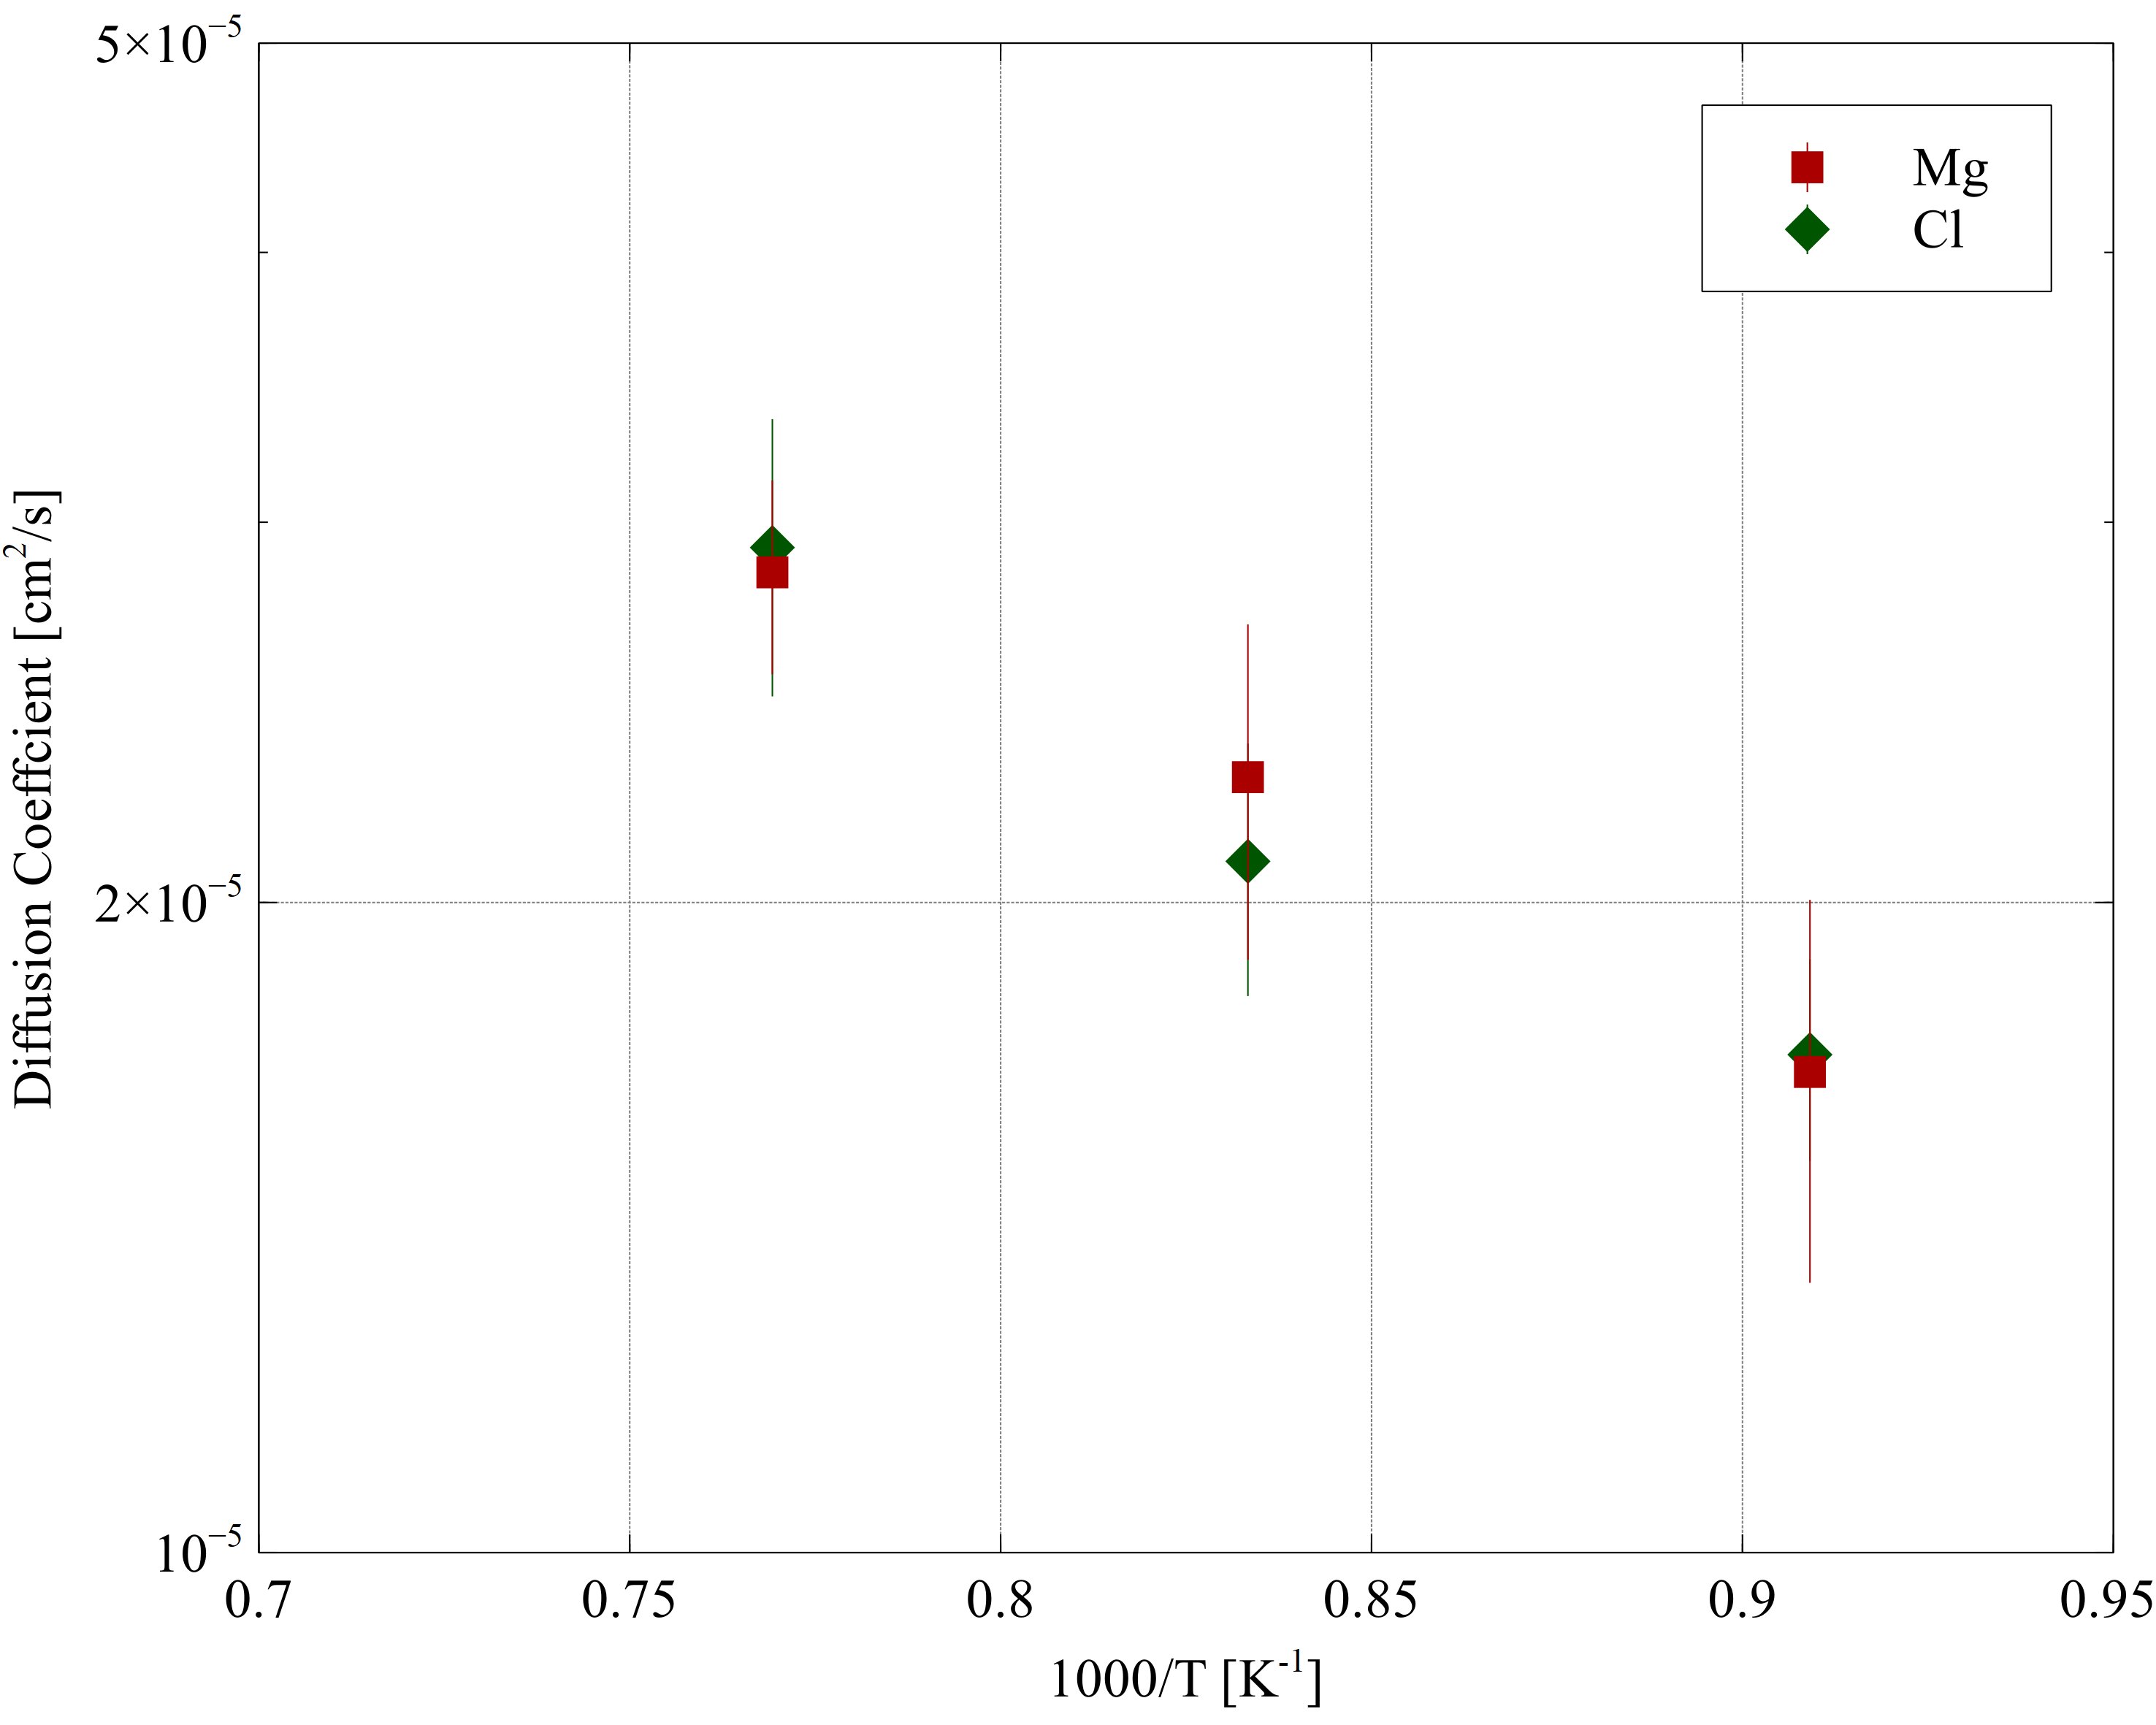 5×10⁻⁵
Mg
Cl
Diffusion Coeffcient [cm²/s]
2×10⁻⁵
10⁻⁵
0.7 0.75 0.8 0.85 0.9 0.95
1000/T [K⁻¹]